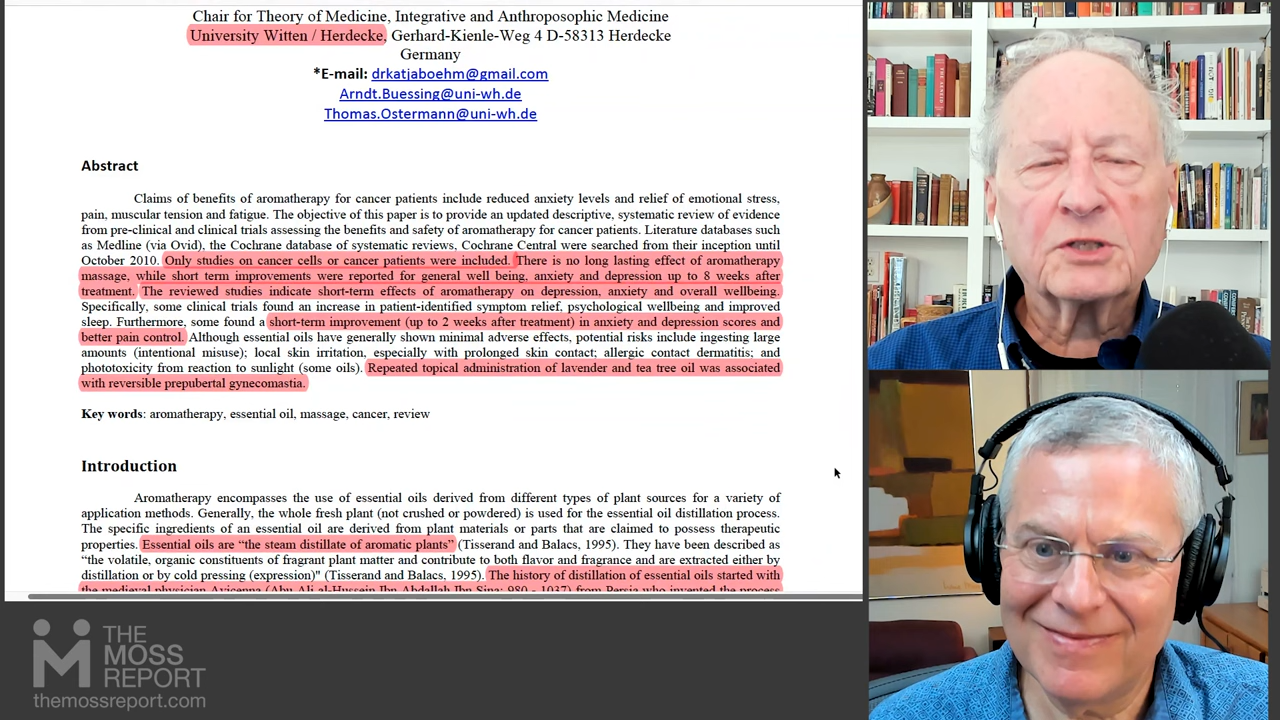 Chair for Theory of Medicine, Integrative and Anthroposophic Medicine
University Witten / Herdecke, Gerhard-Kienle-Weg 4 D-58313 Herdecke
Germany
*E-mail: drkatjaboehm@gmail.com
Arndt.Buessing@uni-wh.de
Thomas.Ostermann@uni-wh.de
Abstract
Claims of benefits of aromatherapy for cancer patients include reduced anxiety levels and relief of emotional stress,
pain, muscular tension and fatigue. The objective of this paper is to provide an updated descriptive, systematic review of evidence
from pre-clinical and clinical trials assessing the benefits and safety of aromatherapy for cancer patients. Literature databases such
as Medline (via Ovid), the Cochrane database of systematic reviews, Cochrane Central were searched from their inception until
October 2010. Only studies on cancer cells or cancer patients were included. There is no long lasting effect of aromatherapy
massage, while short term improvements were reported for general well being, anxiety and depression up to 8 weeks after
treatment. The reviewed studies indicate short-term effects of aromatherapy on depression, anxiety and overall wellbeing.
Specifically, some clinical trials found an increase in patient-identified symptom relief, psychological wellbeing and improved
sleep. Furthermore, some found a short-term improvement (up to 2 weeks after treatment) in anxiety and depression scores and
better pain control. Although essential oils have generally shown minimal adverse effects, potential risks include ingesting large
amounts (intentional misuse); local skin irritation, especially with prolonged skin contact; allergic contact dermatitis; and
phototoxicity from reaction to sunlight (some oils). Repeated topical administration of lavender and tea tree oil was associated
with reversible prepubertal gynecomastia.
Key words: aromatherapy, essential oil, massage, cancer, review
Introduction
Aromatherapy encompasses the use of essential oils derived from different types of plant sources for a variety of
application methods. Generally, the whole fresh plant (not crushed or powdered) is used for the essential oil distillation process.
The specific ingredients of an essential oil are derived from plant materials or parts that are claimed to possess therapeutic
properties. Essential oils are “the steam distillate of aromatic plants” (Tisserand and Balacs, 1995). They have been described as
“the volatile, organic constituents of fragrant plant matter and contribute to both flavor and fragrance and are extracted either by
distillation or by cold pressing (expression)" (Tisserand and Balacs, 1995). The history of distillation of essential oils started with
the medieval physician Avicenna (Abu Ali al-Hussein Ibn Abdallah Ibn Sina; 980 - 1037) from Persia who invented the process
THE
MOSS
REPORT
themossreport.com